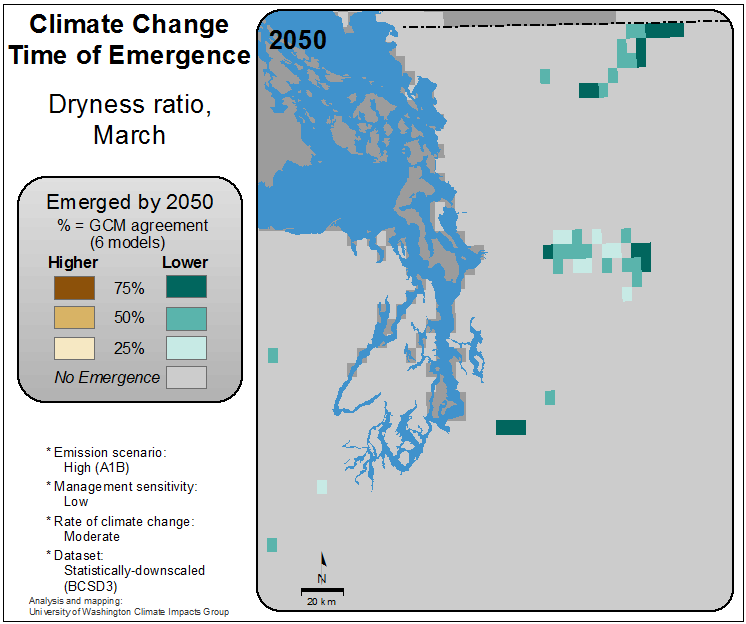 Climate Change
Time of Emergence
Dryness ratio,
March
Emerged by 2050
% = GCM agreement
(6 models)
Higher
Lower
75%
50%
25%
No Emergence
* Emission scenario:
High (A1B)
* Management sensitivity:
Low
* Rate of climate change:
Moderate
* Dataset:
Statistically-downscaled
(BCSD3)
Analysis and mapping:
University of Washington Climate Impacts Group
2050
N
20 km